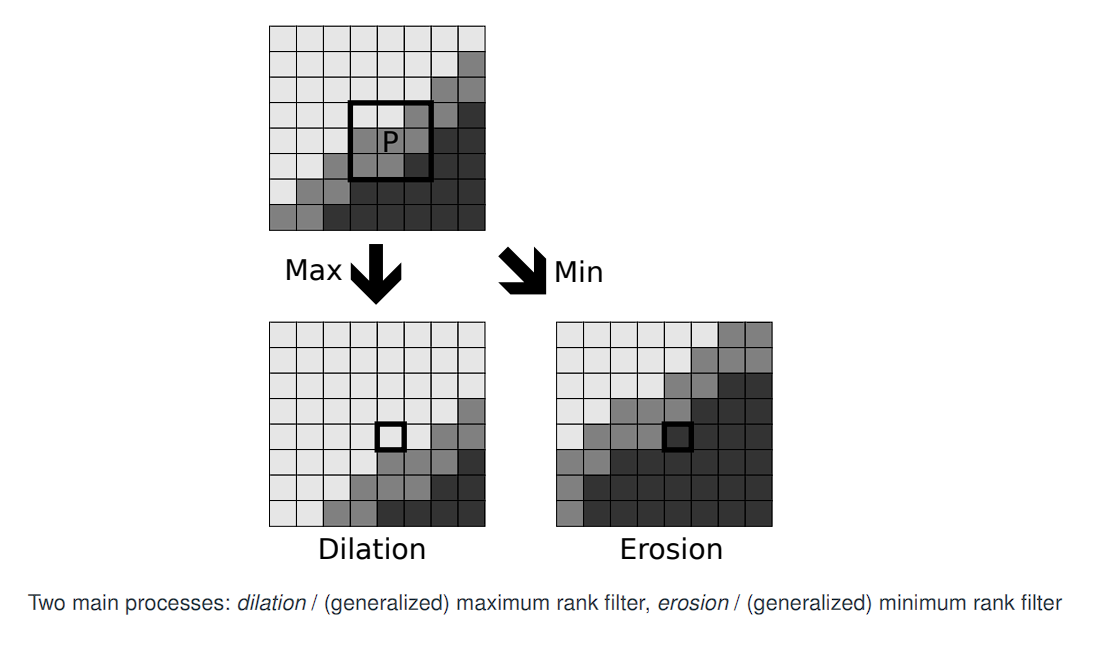 P
Max
Min
Dilation
Erosion
Two main processes: dilation / (generalized) maximum rank filter, erosion / (generalized) minimum rank filter